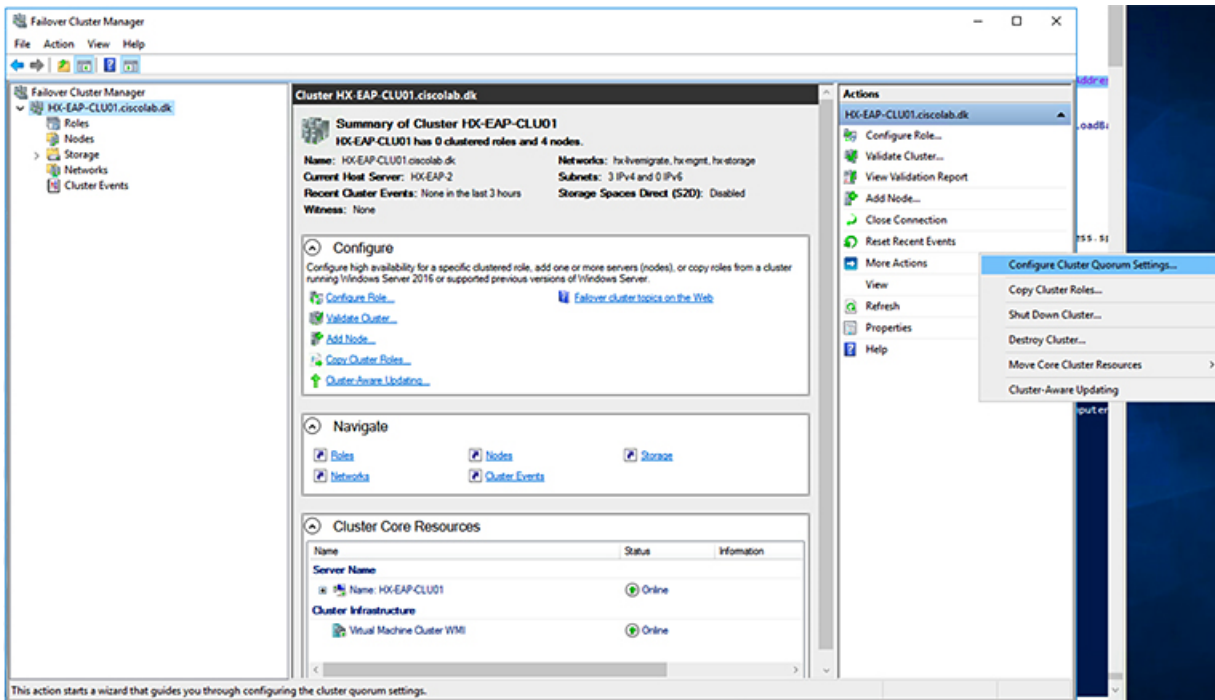 Failover Cluster Manager
File Action View Help
Failover Cluster Manager
HX-EAP-CLU01.ciscolab.dk
Roles
Nodes
Storage
Networks
Cluster Events
Cluster HX-EAP-CLU01.ciscolab.dk
Summary of Cluster HX-EAP-CLU01
HX-EAP-CLU01 has 0 clustered roles and 4 nodes.
Name: HX-EAP-CLU01.ciscolab.dk Networks: hx-livemigrate, hx-mgmt, hx-storage
Current Host Server: HX-EAP-2 Subnets: 3 IPv4 and 0 IPv6
Recent Cluster Events: None in the last 3 hours Storage Spaces Direct (S2D): Disabled
Witness: None
Configure
Configure high availability for a specific clustered role, add one or more servers (nodes), or copy roles from a cluster
running Windows Server 2016 or supported previous versions of Windows Server.
Configure Role... Failover cluster topics on the Web
Validate Cluster...
Add Node...
Copy Cluster Roles...
Cluster-Aware Updating...
Navigate
Roles Nodes Storage
Networks Cluster Events
Cluster Core Resources
Name Status Information
Server Name
Name: HX-EAP-CLU01 Online
Cluster Infrastructure
Virtual Machine Cluster WMI Online
Actions
HX-EAP-CLU01.ciscolab.dk
Configure Role...
Validate Cluster...
View Validation Report
Add Node...
Close Connection
Reset Recent Events
More Actions
View
Refresh
Properties
Help
Configure Cluster Quorum Settings...
Copy Cluster Roles...
Shut Down Cluster...
Destroy Cluster...
Move Core Cluster Resources
Cluster-Aware Updating
This action starts a wizard that guides you through configuring the cluster quorum settings.